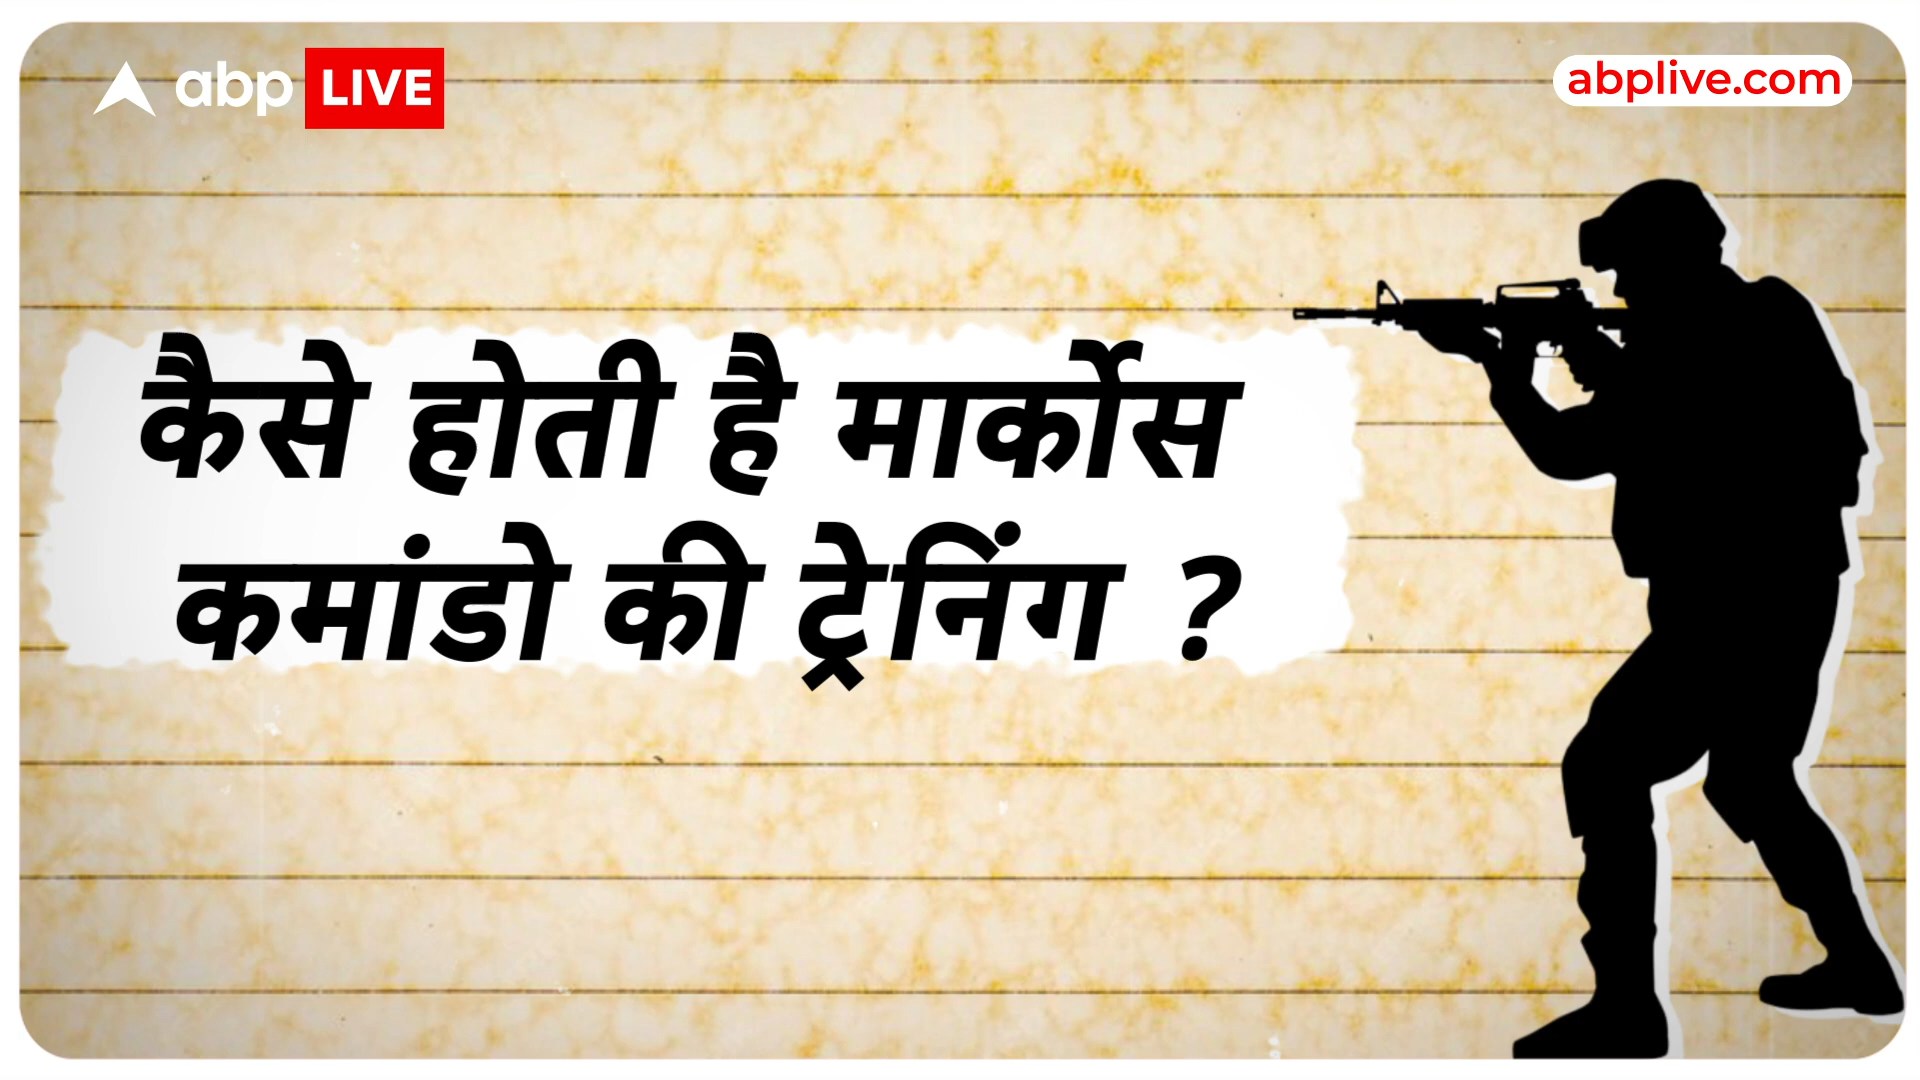 abp LIVE
abplive.com
कैसे होती है मार्कोस
कमांडो की ट्रेनिंग ?